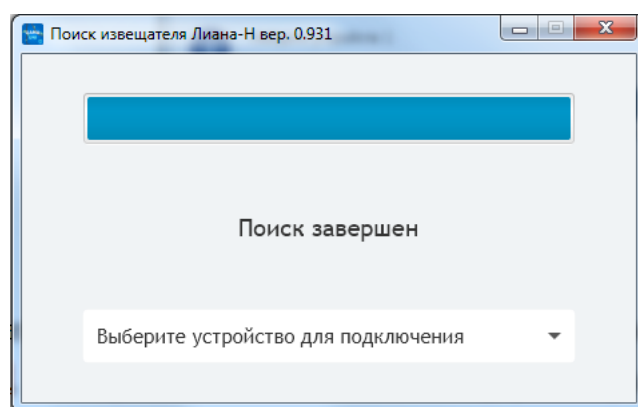 Поиск извещателя Лиана-Н вер. 0.931
Поиск завершен
Выберите устройство для подключения